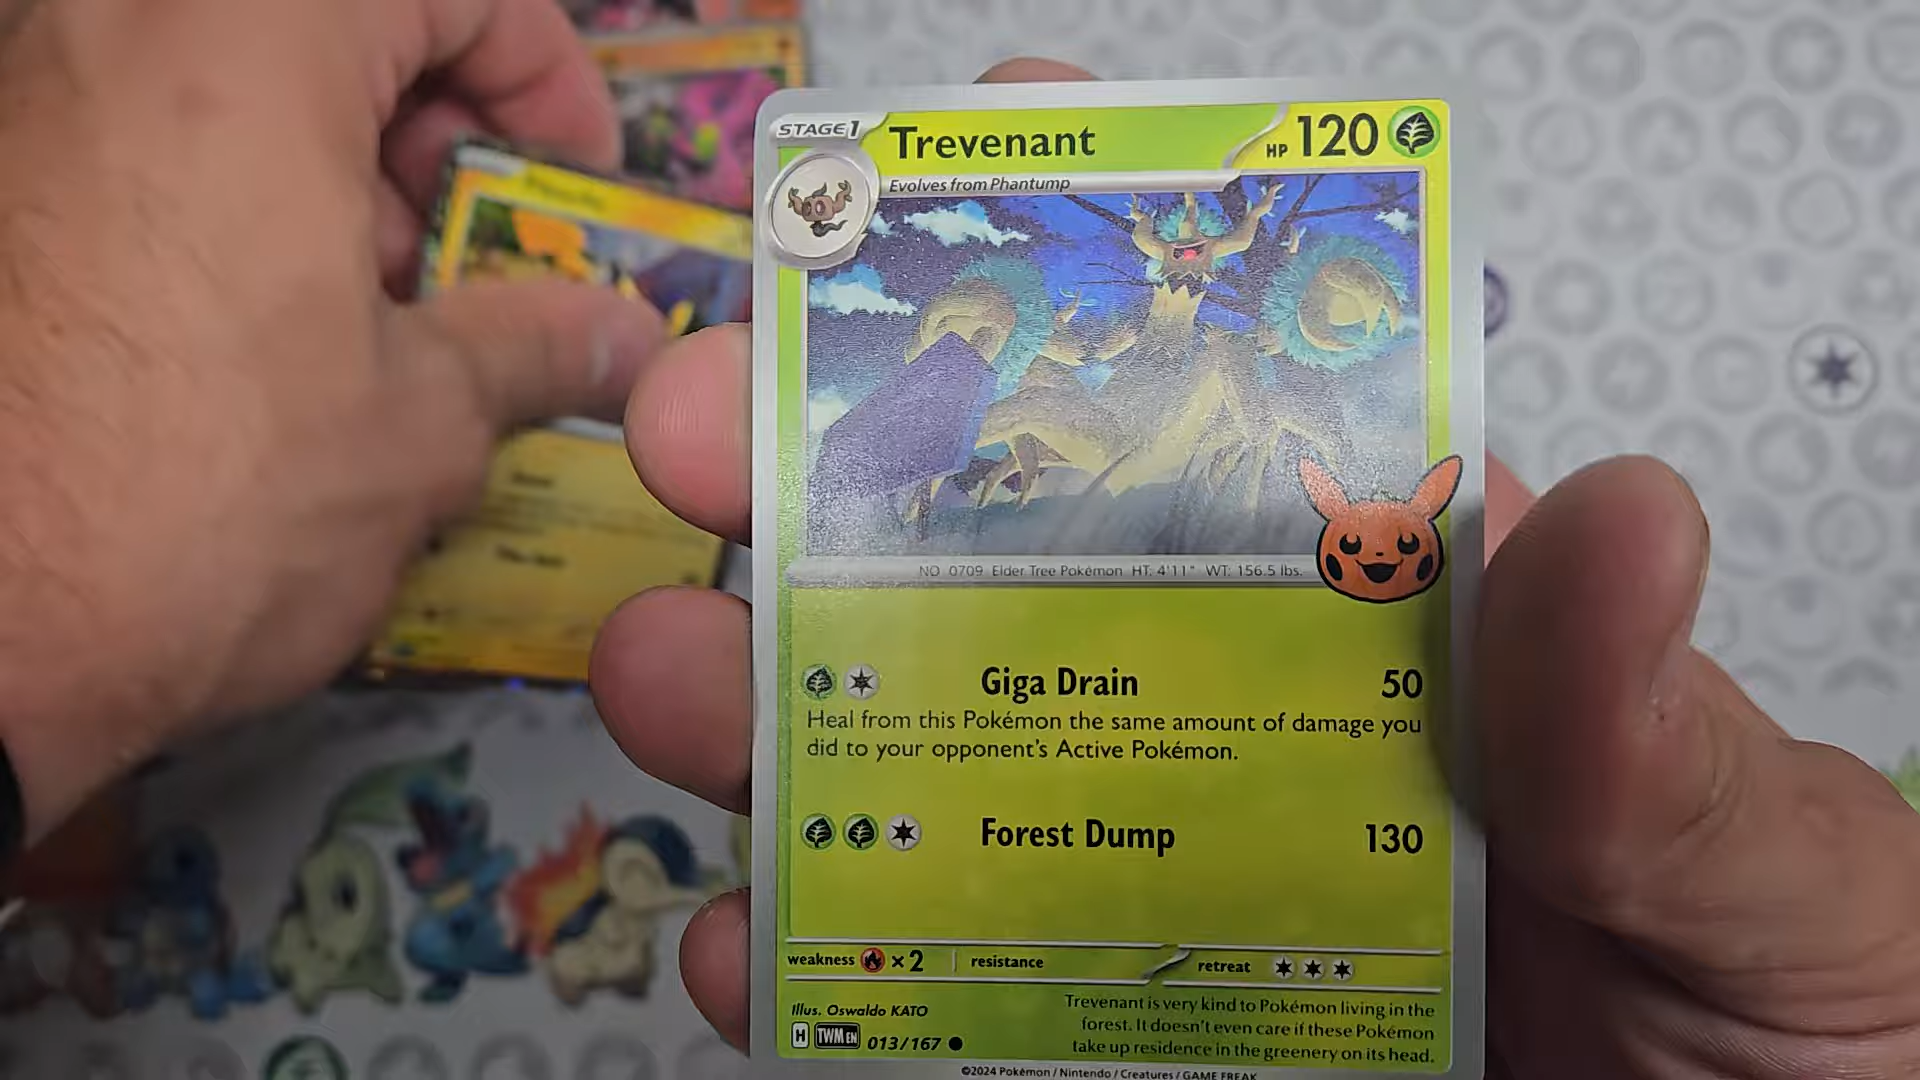 STAGE 1
Trevenant
HP 120
Evolves from Phantump
NO 0709 Elder Tree Pokémon HT: 4'11" WT: 156.5 lbs.
Giga Drain 50
Heal from this Pokémon the same amount of damage you
did to your opponent's Active Pokémon.
Forest Dump 130
weakness ×2 resistance retreat
Illus. Oswaldo KATO
H TWM EN 013/167
Trevenant is very kind to Pokémon living in the
forest. It doesn't even care if these Pokémon
take up residence in the greenery on its head.
©2024 Pokémon / Nintendo / Creatures / GAME FREAK